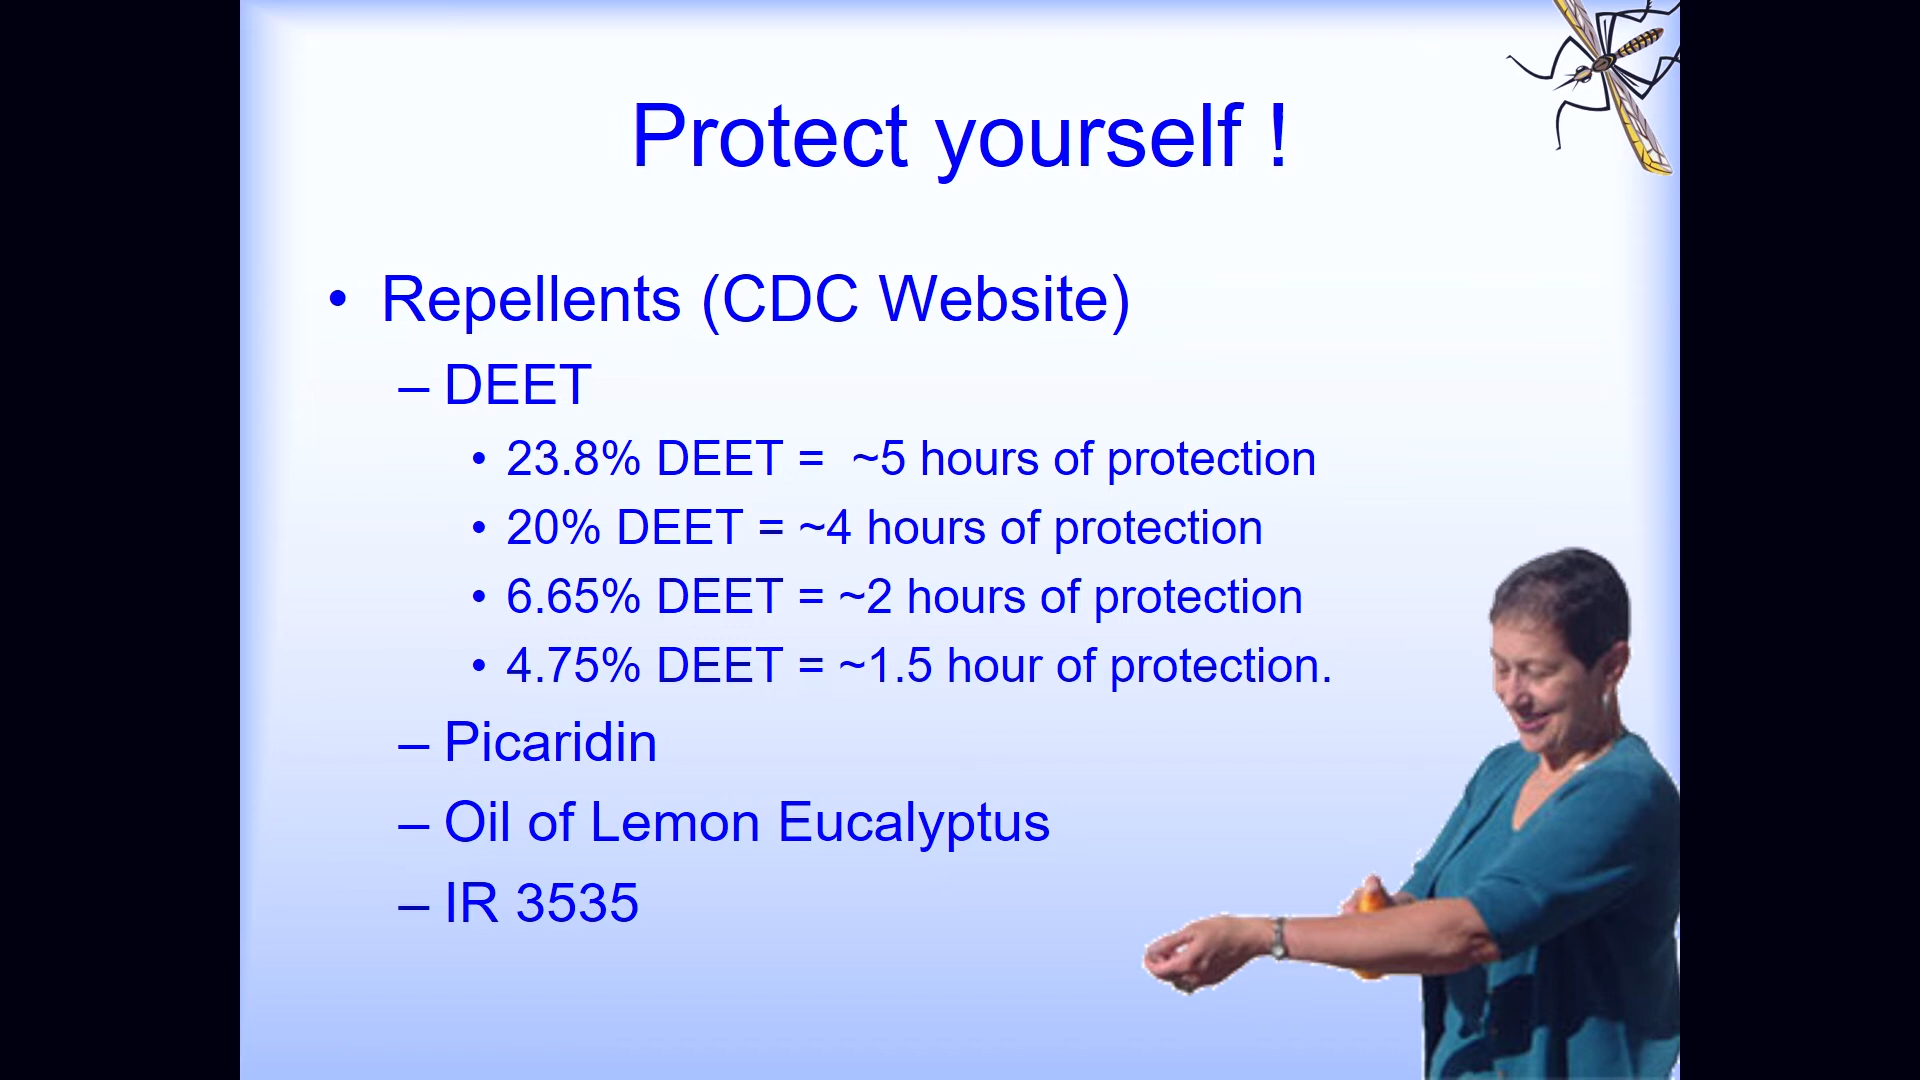 Protect yourself !
• Repellents (CDC Website)
– DEET
• 23.8% DEET =  ~5 hours of protection
• 20% DEET = ~4 hours of protection
• 6.65% DEET = ~2 hours of protection
• 4.75% DEET = ~1.5 hour of protection.
– Picaridin
– Oil of Lemon Eucalyptus
– IR 3535